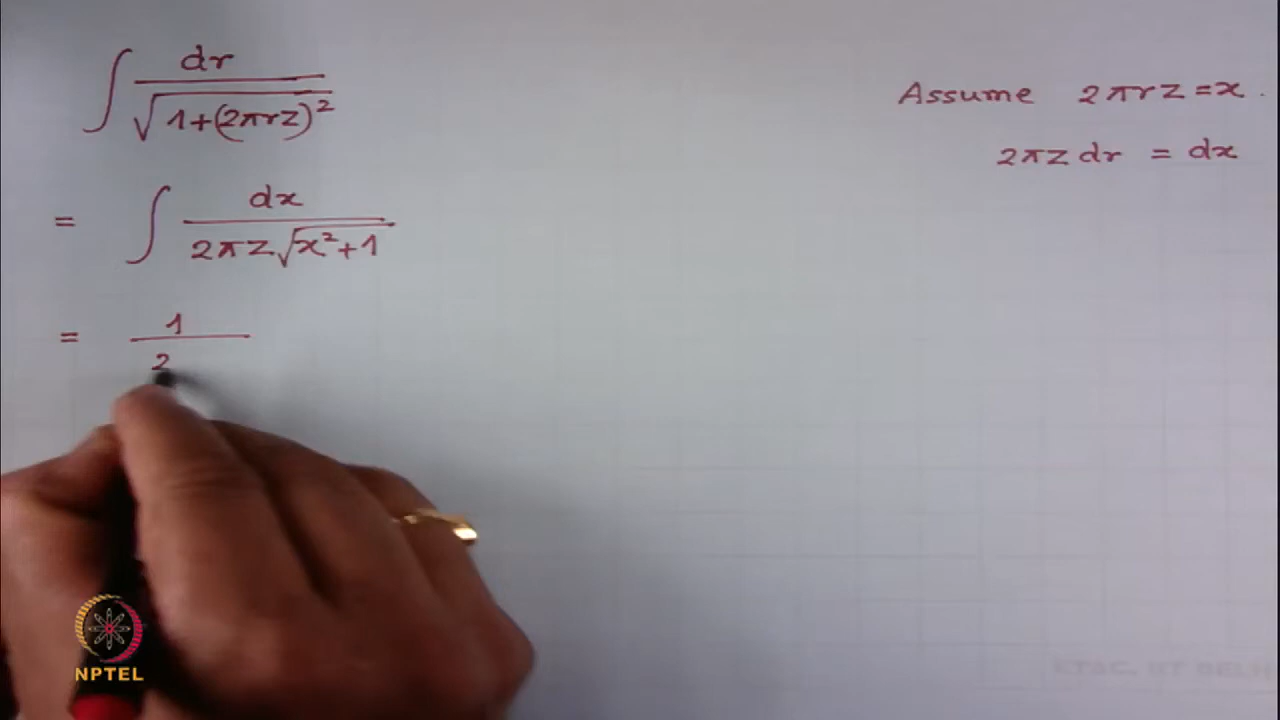 ∫ dr / √(1+(2πrz)²)
Assume 2πrz = x.
2πz dr = dx
= ∫ dx / 2πz√(x²+1)
= 1 / 2
NPTEL